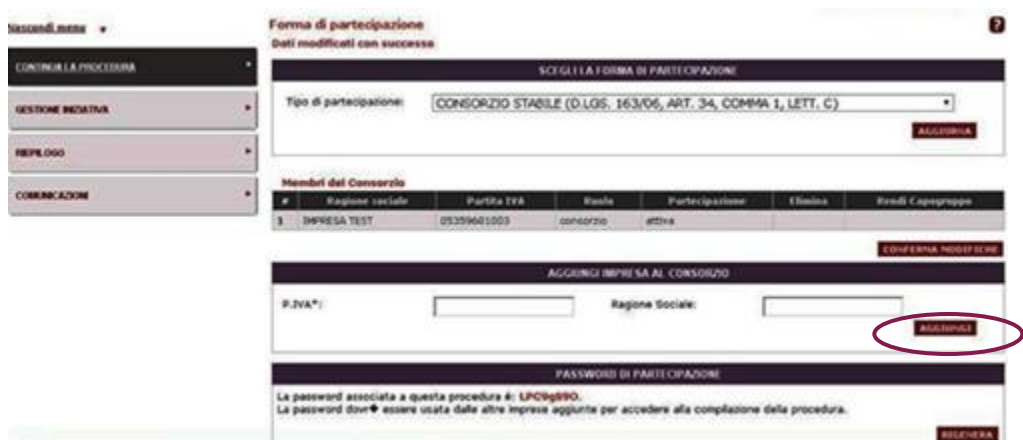 Nascondi menu
CONTINUA LA PROCEDURA
GESTIONE INIZIATIVA
RIEPILOGO
COMUNICAZIONI
Forma di partecipazione
Dati modificati con successo
SCEGLI LA FORMA DI PARTECIPAZIONE
Tipo di partecipazione: CONSORZIO STABILE (D.LGS. 163/06, ART. 34, COMMA 1, LETT. C)
AGGIORNA
Membri del Consorzio
# Ragione sociale Partita IVA Ruolo Partecipazione Elimina Rendi Capogruppo
1 IMPRESA TEST 05359681003 consorzio attiva
CONFERMA MODIFICHE
AGGIUNGI IMPRESA AL CONSORZIO
P.IVA*: Ragione Sociale:
AGGIUNGI
PASSWORD DI PARTECIPAZIONE
La password associata a questa procedura è:
La password dovr� essere usata dalle altre imprese aggiunte per accedere alla compilazione della procedura.
RIGENERA